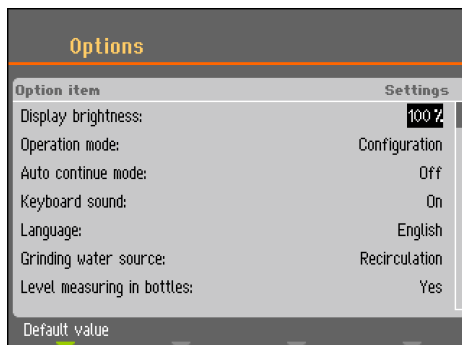 Options
Option item Settings
Display brightness: 100 %
Operation mode: Configuration
Auto continue mode: Off
Keyboard sound: On
Language: English
Grinding water source: Recirculation
Level measuring in bottles: Yes
Default value